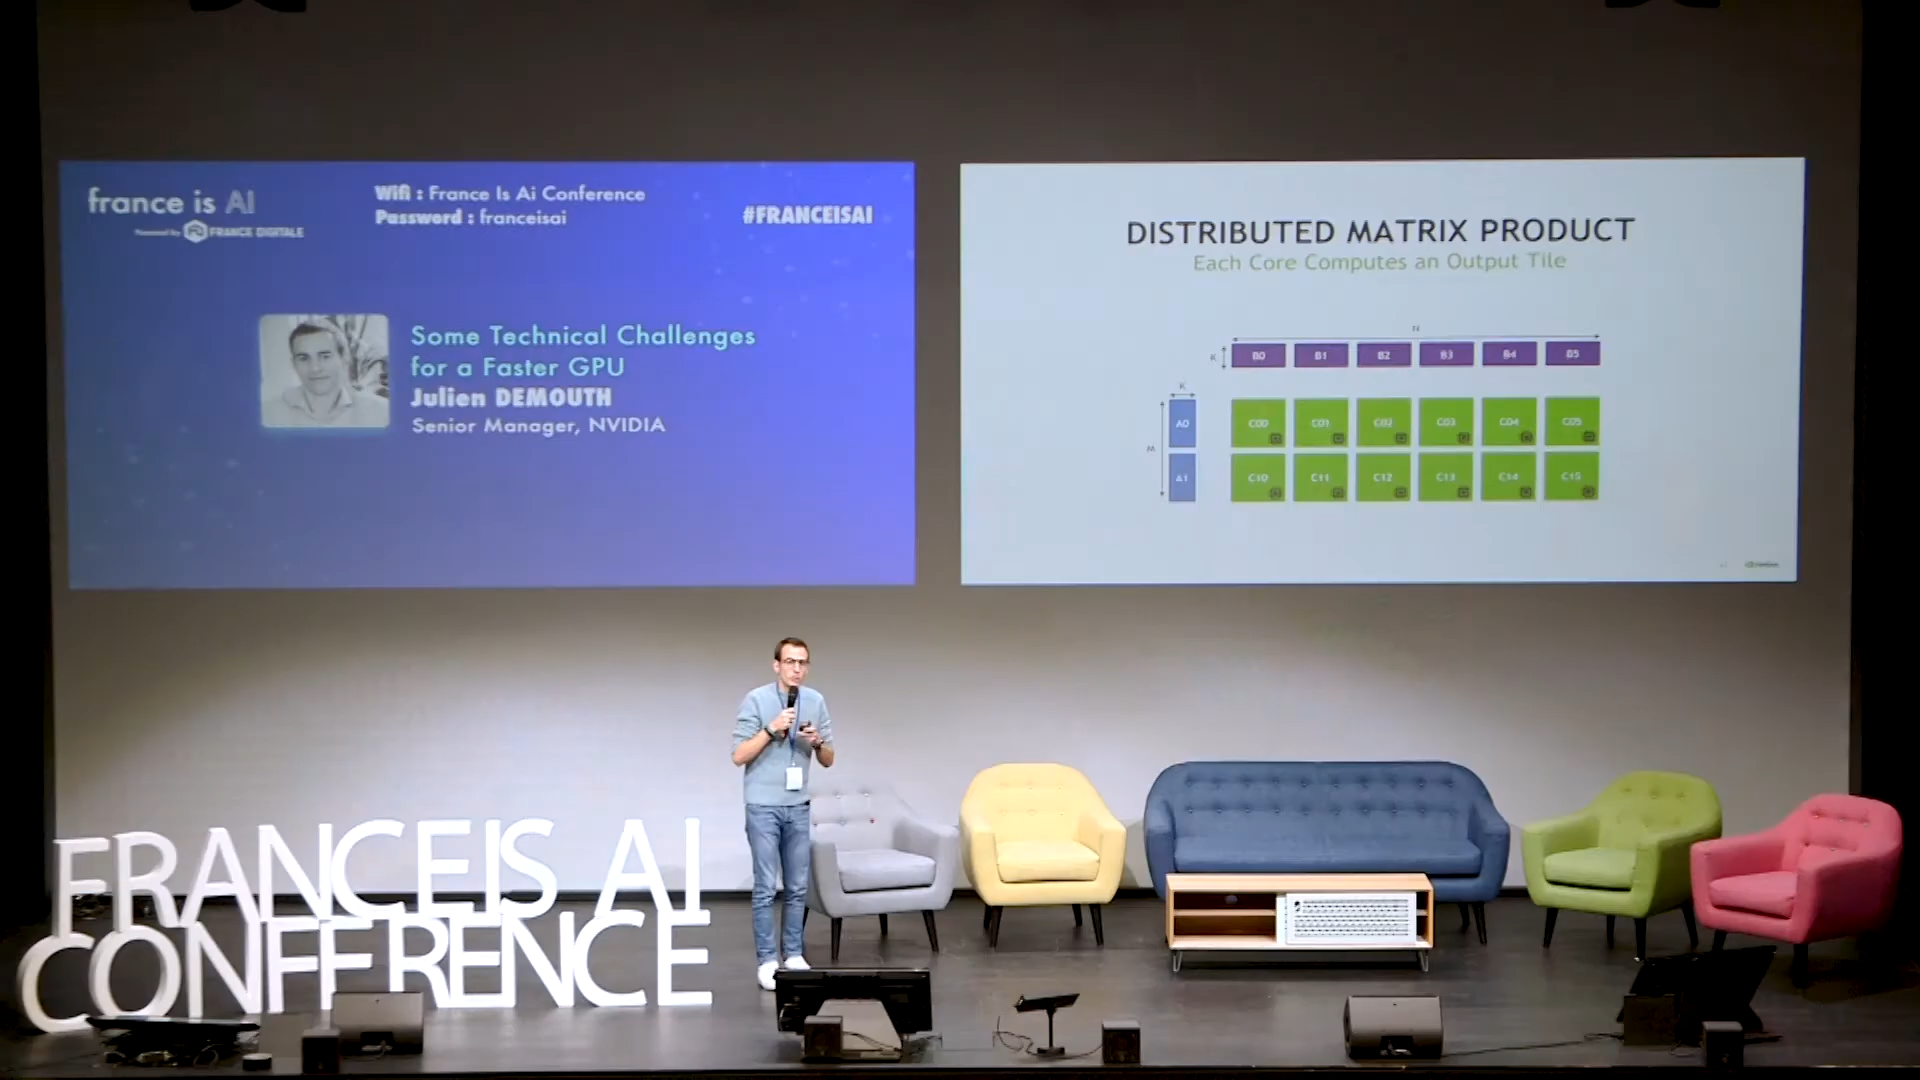 france is AI
Powered by FRANCE DIGITALE
Wifi : France Is Ai Conference
Password : franceisai
#FRANCEISAI
Some Technical Challenges
for a Faster GPU
Julien DEMOUTH
Senior Manager, NVIDIA
DISTRIBUTED MATRIX PRODUCT
Each Core Computes an Output Tile
N
K
B0 B1 B2 B3 B4 B5
K
M
A0
C00 C01 C02 C03 C04 C05
A1
C10 C11 C12 C13 C14 C15
FRANCE IS AI
CONFERENCE